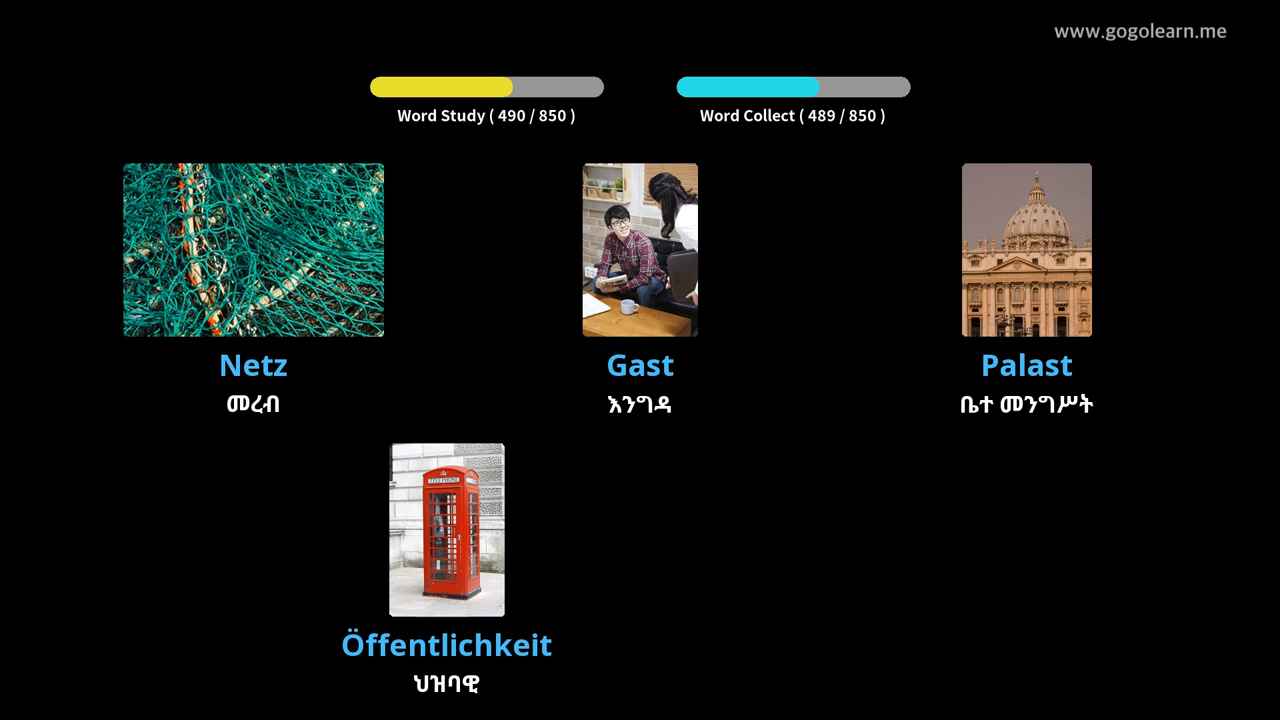 www.gogolearn.me
Word Study ( 490 / 850 )
Word Collect ( 489 / 850 )
Netz
Gast
Palast
መረብ
እንግዳ
ቤተ መንግሥት
TELEPHONE
Öffentlichkeit
ህዝባዊ